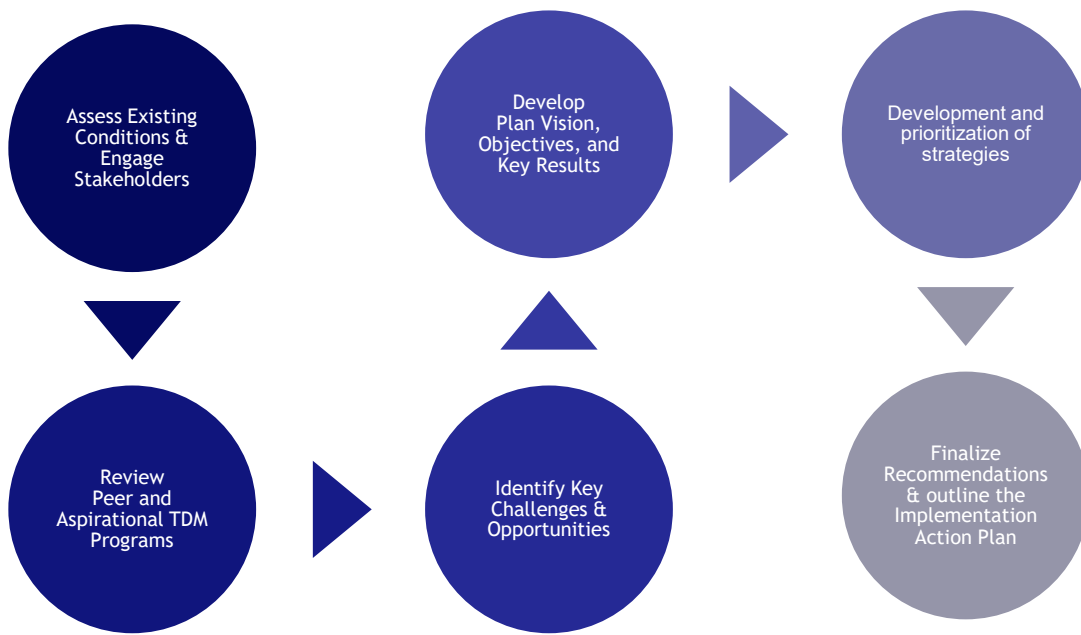 Assess Existing
Conditions &
Engage
Stakeholders
Review
Peer and
Aspirational TDM
Programs
Identify Key
Challenges &
Opportunities
Develop
Plan Vision,
Objectives, and
Key Results
Development and
prioritization of
strategies
Finalize
Recommendations
& outline the
Implementation
Action Plan